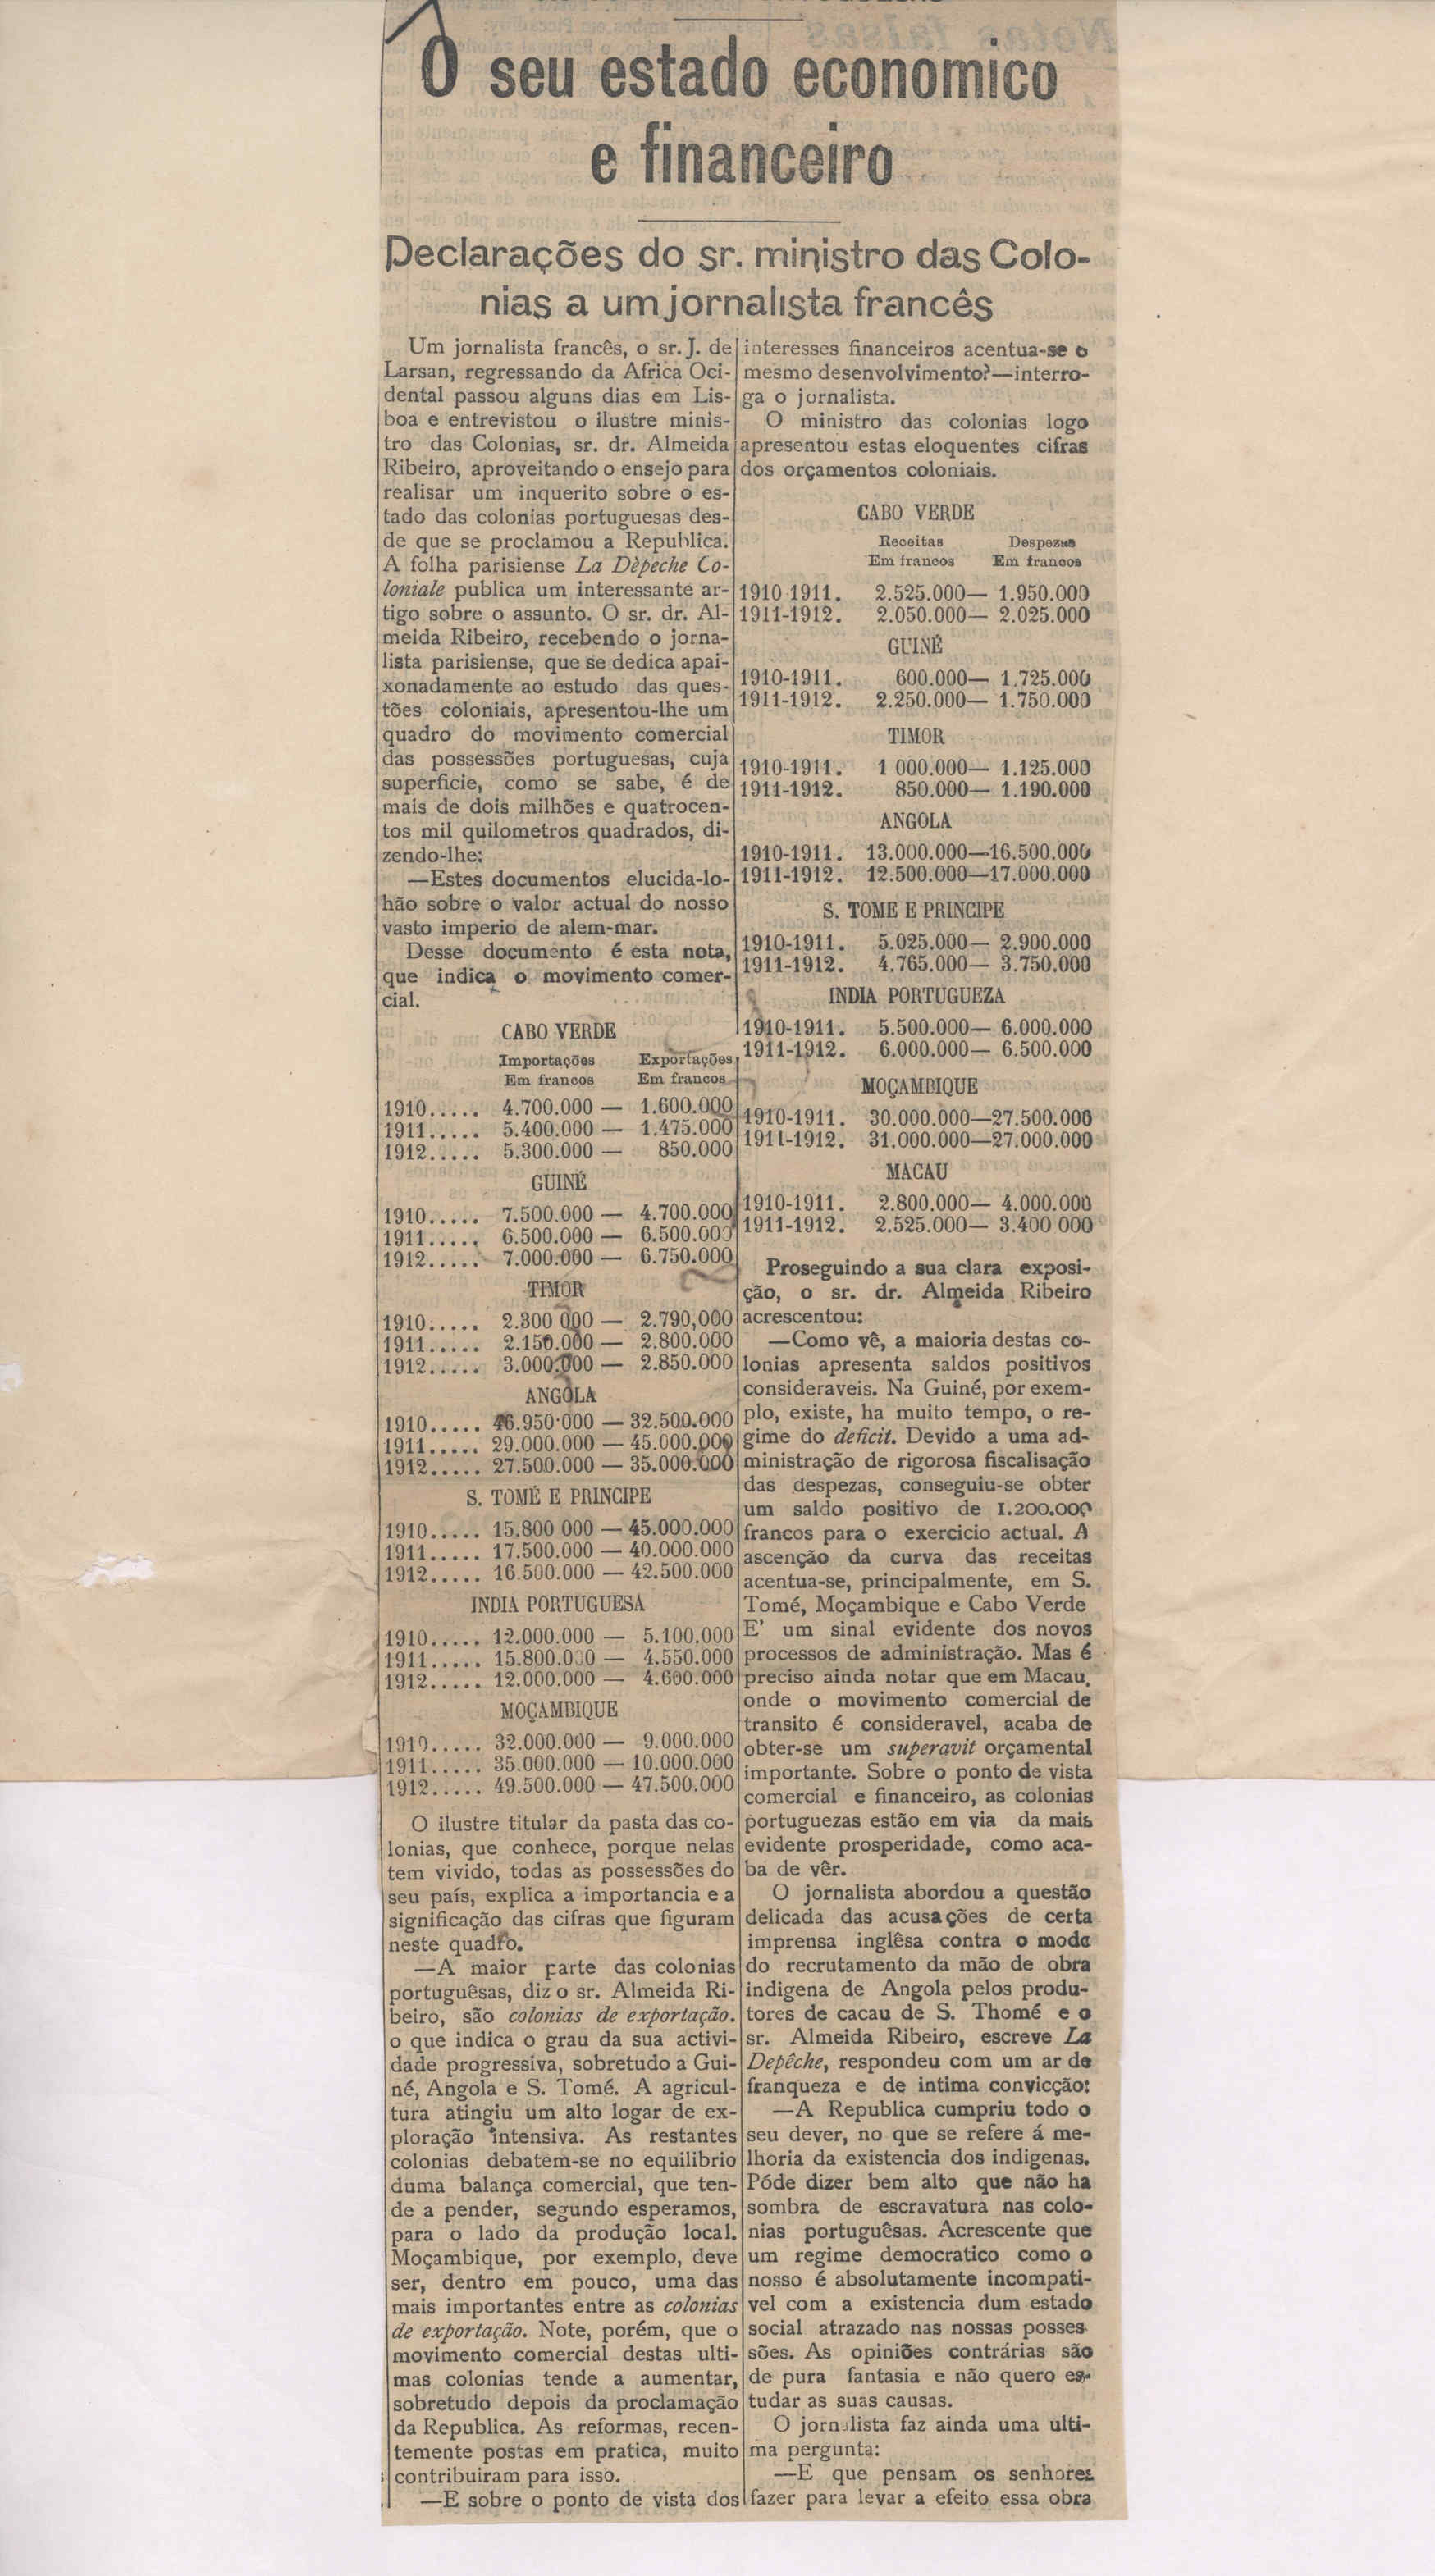 O seu estado economico
e financeiro
Declarações do sr. ministro das Colo-
nias a um jornalista francês
Um jornalista francês, o sr. J. de
Larsan, regressando da Africa Oci-
dental passou alguns dias em Lis-
boa e entrevistou o ilustre minis-
tro das Colonias, sr. dr. Almeida
Ribeiro, aproveitando o ensejo para
realisar um inquerito sobre o es-
tado das colonias portuguesas des-
de que se proclamou a Republica.
A folha parisiense La Dèpeche Co-
loniale publica um interessante ar-
tigo sobre o assunto. O sr. dr. Al-
meida Ribeiro, recebendo o jorna-
lista parisiense, que se dedica apai-
xonadamente ao estudo das ques-
tões coloniais, apresentou-lhe um
quadro do movimento comercial
das possessões portuguesas, cuja
superficie, como se sabe, é de
mais de dois milhões e quatrocen-
tos mil quilometros quadrados, di-
zendo-lhe:
—Estes documentos elucida-lo-
hão sobre o valor actual do nosso
vasto imperio de alem-mar.
Desse documento é esta nota,
que indica o movimento comer-
cial.
CABO VERDE
Importações Exportações
Em francos Em francos
1910..... 4.700.000 — 1.600.000
1911..... 5.400.000 — 1.475.000
1912..... 5.300.000 — 850.000
GUINÉ
1910..... 7.500.000 — 4.700.000
1911..... 6.500.000 — 6.500.000
1912..... 7.000.000 — 6.750.000
TIMOR
1910..... 2.300 000 — 2.790,000
1911..... 2.150.000 — 2.800.000
1912..... 3.000.000 — 2.850.000
ANGOLA
1910..... — 32.500.000
1911..... 29.000.000 — 45.000.000
1912..... 27.500.000 — 35.000.000
S. TOMÉ E PRINCIPE
1910..... 15.800 000 — 45.000.000
1911..... 17.500.000 — 40.000.000
1912..... 16.500.000 — 42.500.000
INDIA PORTUGUESA
1910..... 12.000.000 — 5.100.000
1911..... 15.800.000 — 4.550.000
1912..... 12.000.000 — 4.600.000
MOÇAMBIQUE
1910..... 32.000.000 — 9.000.000
1911..... 35.000.000 — 10.000.000
1912..... 49.500.000 — 47.500.000
O ilustre titular da pasta das co-
lonias, que conhece, porque nelas
tem vivido, todas as possessões do
seu país, explica a importancia e a
significação das cifras que figuram
neste quadro.
—A maior parte das colonias
portuguêsas, diz o sr. Almeida Ri-
beiro, são colonias de exportação.
o que indica o grau da sua activi-
dade progressiva, sobretudo a Gui-
né, Angola e S. Tomé. A agricul-
tura atingiu um alto logar de ex-
ploração intensiva. As restantes
colonias debatem-se no equilibrio
duma balança comercial, que ten-
de a pender, segundo esperamos,
para o lado da produção local.
Moçambique, por exemplo, deve
ser, dentro em pouco, uma das
mais importantes entre as colonias
de exportação. Note, porém, que o
movimento comercial destas ulti-
mas colonias tende a aumentar,
sobretudo depois da proclamação
da Republica. As reformas, recen-
temente postas em pratica, muito
contribuiram para isso.
—E sobre o ponto de vista dos
interesses financeiros acentua-se o
mesmo desenvolvimento?—interro-
ga o jornalista.
O ministro das colonias logo
apresentou estas eloquentes cifras
dos orçamentos coloniais.
CABO VERDE
Receitas Despezas
Em francos Em francos
1910 1911. 2.525.000— 1.950.000
1911-1912. 2.050.000— 2.025.000
GUINÉ
1910-1911. 600.000— 1.725.000
1911-1912. 2.250.000— 1.750.000
TIMOR
1910-1911. 1 000.000— 1.125.000
1911-1912. 850.000— 1.190.000
ANGOLA
1910-1911. 13.000.000—16.500.000
1911-1912. 12.500.000—17.000.000
S. TOME E PRINCIPE
1910-1911. 5.025.000— 2.900.000
1911-1912. 4.765.000— 3.750.000
INDIA PORTUGUEZA
1910-1911. 5.500.000— 6.000.000
1911-1912. 6.000.000— 6.500.000
MOÇAMBIQUE
1910-1911. 30.000.000—27.500.000
1911-1912. 31.000.000—27.000.000
MACAU
1910-1911. 2.800.000— 4.000.000
1911-1912. 2.525.000— 3.400 000
Proseguindo a sua clara exposi-
ção, o sr. dr. Almeida Ribeiro
acrescentou:
—Como vê, a maioria destas co-
lonias apresenta saldos positivos
consideraveis. Na Guiné, por exem-
plo, existe, ha muito tempo, o re-
gime do deficit. Devido a uma ad-
ministração de rigorosa fiscalisação
das despezas, conseguiu-se obter
um saldo positivo de 1.200.000
francos para o exercicio actual. A
ascenção da curva das receitas
acentua-se, principalmente, em S.
Tomé, Moçambique e Cabo Verde
E' um sinal evidente dos novos
processos de administração. Mas é
preciso ainda notar que em Macau,
onde o movimento comercial de
transito é consideravel, acaba de
obter-se um superavit orçamental
importante. Sobre o ponto de vista
comercial e financeiro, as colonias
portuguezas estão em via da mais
evidente prosperidade, como aca-
ba de vêr.
O jornalista abordou a questão
delicada das acusações de certa
imprensa inglêsa contra o modo
do recrutamento da mão de obra
indigena de Angola pelos produ-
tores de cacau de S. Thomé e o
sr. Almeida Ribeiro, escreve La
Depêche, respondeu com um ar de
franqueza e de intima convicção:
—A Republica cumpriu todo o
seu dever, no que se refere á me-
lhoria da existencia dos indigenas.
Póde dizer bem alto que não ha
sombra de escravatura nas colo-
nias portuguêsas. Acrescente que
um regime democratico como o
nosso é absolutamente incompati-
vel com a existencia dum estado
social atrazado nas nossas posses-
sões. As opiniões contrárias são
de pura fantasia e não quero es-
tudar as suas causas.
O jornalista faz ainda uma ulti-
ma pergunta:
—E que pensam os senhores
fazer para levar a efeito essa obra